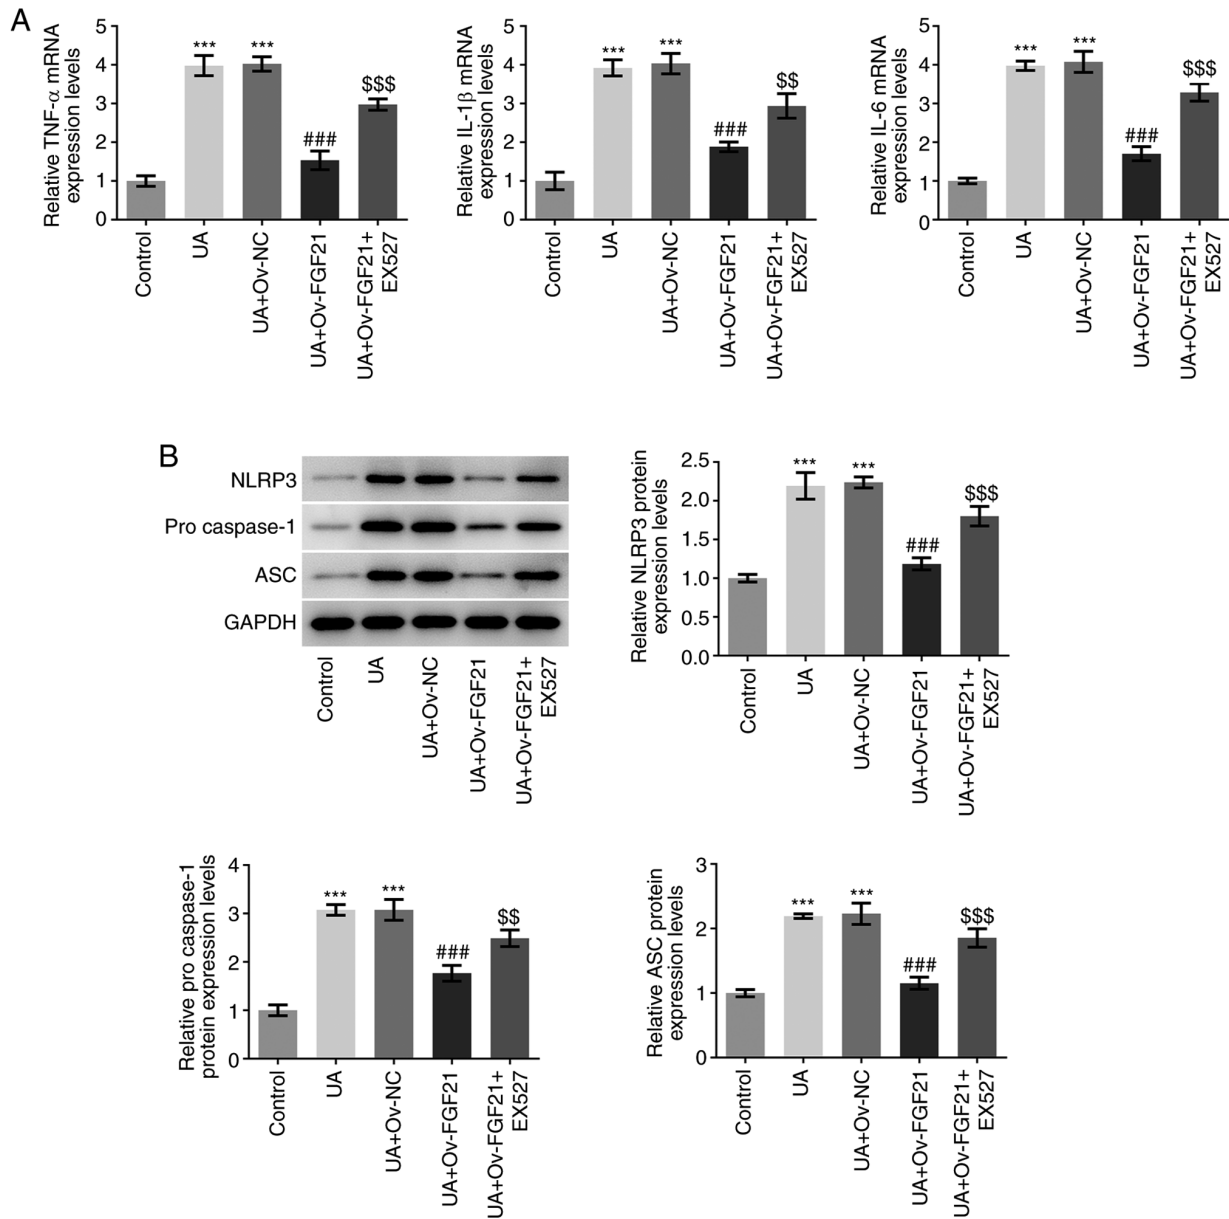 A
Relative TNF-α mRNA
expression levels
5
4
3
2
1
0
***
***
###
$$$
Control
UA
UA+Ov-NC
UA+Ov-FGF21
UA+Ov-FGF21+
EX527
Relative IL-1β mRNA
expression levels
5
4
3
2
1
0
***
***
###
$$
Control
UA
UA+Ov-NC
UA+Ov-FGF21
UA+Ov-FGF21+
EX527
Relative IL-6 mRNA
expression levels
5
4
3
2
1
0
***
***
###
$$$
Control
UA
UA+Ov-NC
UA+Ov-FGF21
UA+Ov-FGF21+
EX527
B
NLRP3
Pro caspase-1
ASC
GAPDH
Control
UA
UA+Ov-NC
UA+Ov-FGF21
UA+Ov-FGF21+
EX527
Relative NLRP3 protein
expression levels
2.5
2.0
1.5
1.0
0.5
0.0
***
***
###
$$$
Control
UA
UA+Ov-NC
UA+Ov-FGF21
UA+Ov-FGF21+
EX527
Relative pro caspase-1
protein expression levels
4
3
2
1
0
***
***
###
$$
Control
UA
UA+Ov-NC
UA+Ov-FGF21
UA+Ov-FGF21+
EX527
Relative ASC protein
expression levels
3
2
1
0
***
***
###
$$$
Control
UA
UA+Ov-NC
UA+Ov-FGF21
UA+Ov-FGF21+
EX527